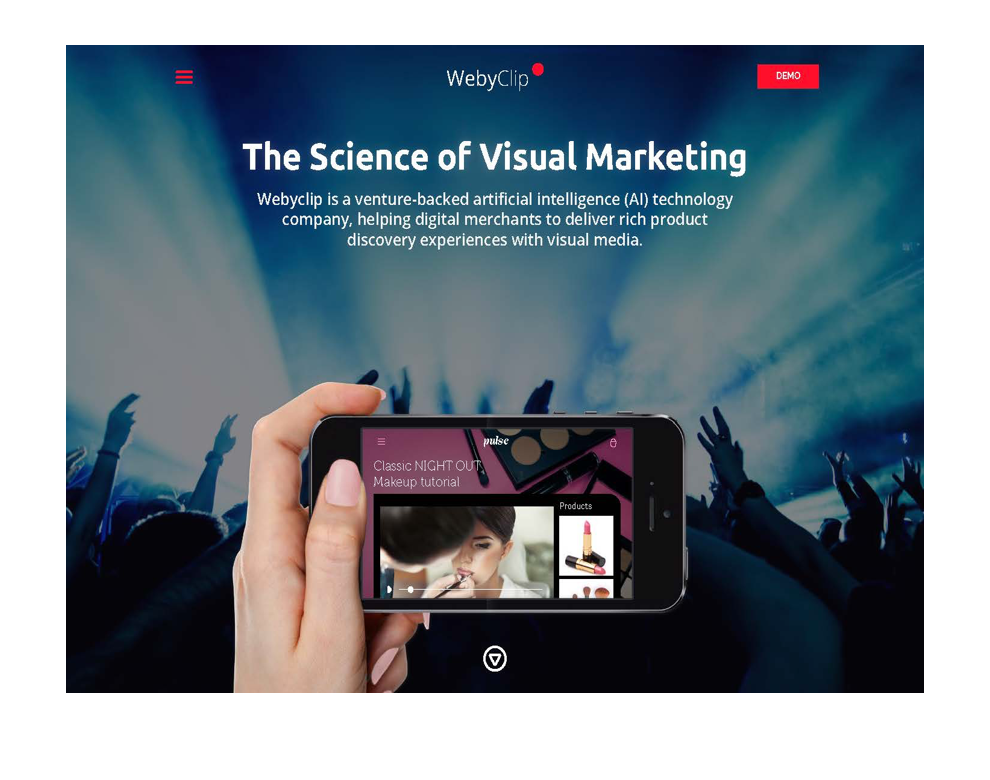 WebyClip
DEMO
The Science of Visual Marketing
Webyclip is a venture-backed artificial intelligence (AI) technology
company, helping digital merchants to deliver rich product
discovery experiences with visual media.
pulse
Classic NIGHT OUT
Makeup tutorial
Products